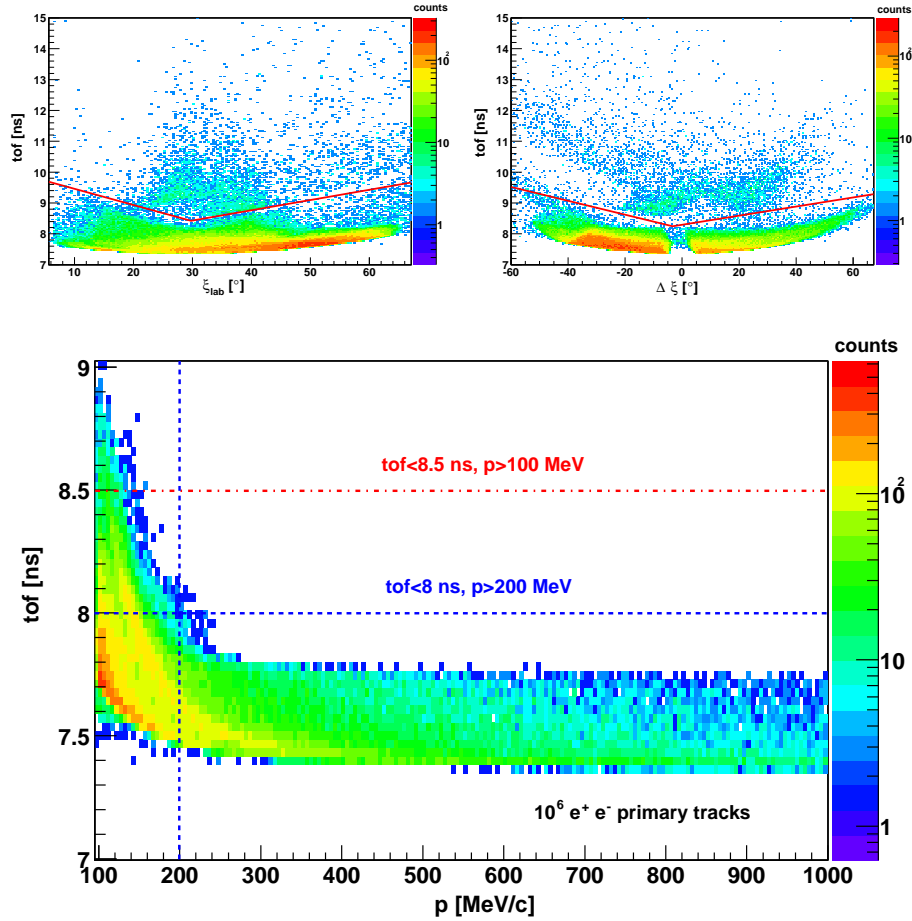 counts
counts
15
14
13
12
11
10
9
8
7
tof [ns]
10 20 30 40 50 60
ξlab [°]
10²
10
1
15
14
13
12
11
10
9
8
7
tof [ns]
-60 -40 -20 0 20 40 60
Δ ξ [°]
10²
10
1
counts
9
8.5
8
7.5
7
tof [ns]
tof<8.5 ns, p>100 MeV
tof<8 ns, p>200 MeV
10⁶ e⁺ e⁻ primary tracks
100 200 300 400 500 600 700 800 900 1000
p [MeV/c]
10²
10
1